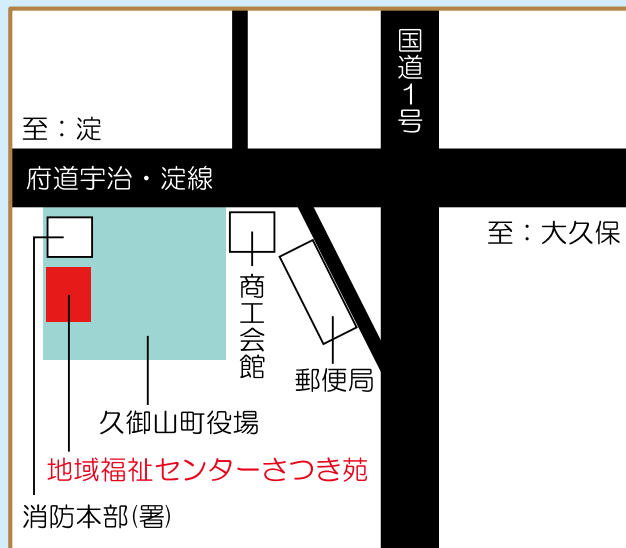 国道1号
至：淀
府道宇治・淀線
至：大久保
商工会館
郵便局
久御山町役場
地域福祉センターさつき苑
消防本部(署)